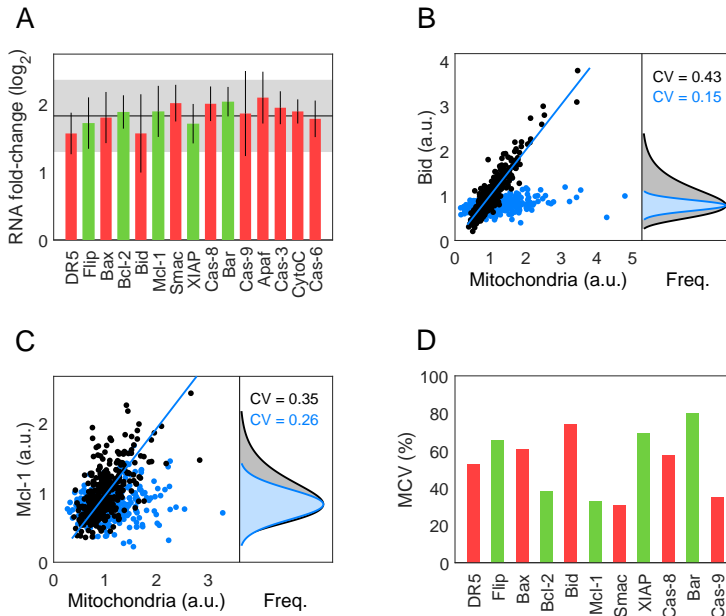 A
RNA fold-change (log2)
0
1
2
DR5
Flip
Bax
Bcl-2
Bid
Mcl-1
Smac
XIAP
Cas-8
Bar
Cas-9
Apaf
Cas-3
CytoC
Cas-6
B
Bid (a.u.)
4
3
2
1
0
0 1 2 3 4 5
Mitochondria (a.u.)
CV = 0.43
CV = 0.15
Freq.
C
Mcl-1 (a.u.)
2
1
0
0 1 2 3
Mitochondria (a.u.)
CV = 0.35
CV = 0.26
Freq.
D
MCV (%)
100
80
60
40
20
0
DR5
Flip
Bax
Bcl-2
Bid
Mcl-1
Smac
XIAP
Cas-8
Bar
Cas-9